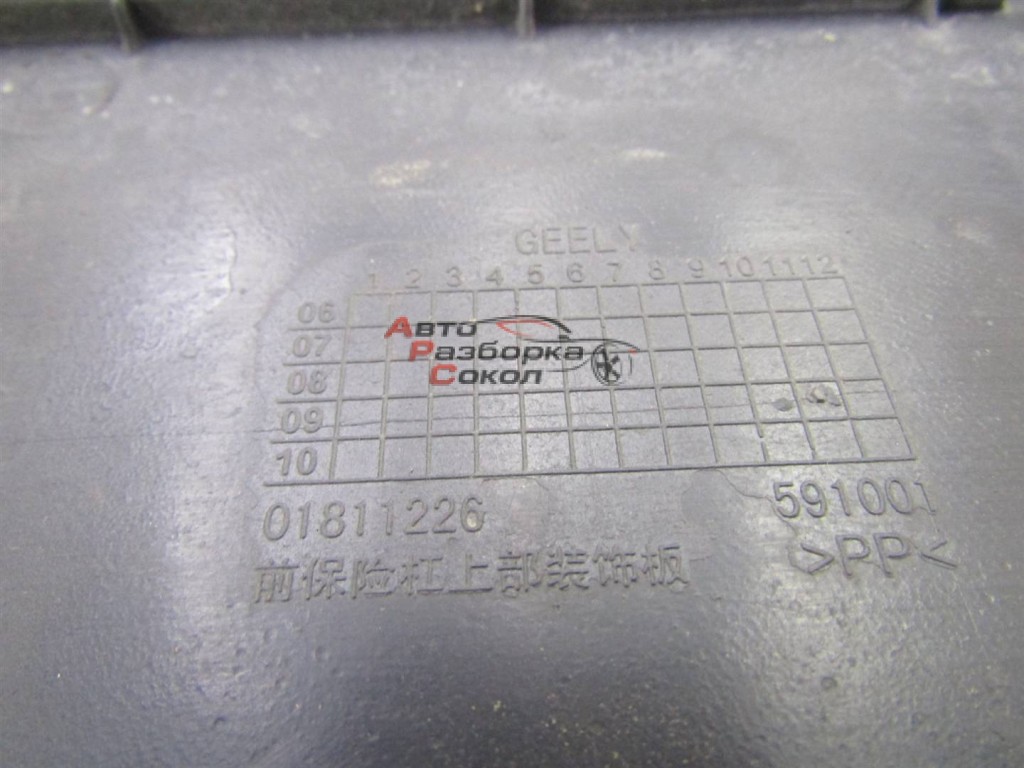 GEELY
1 2 3 4 5 6 7 8 9 10 11 12
06
07
08
09
10
Авто
Разборка
Сокол
01811226
591001
前保险杠上部装饰板
>PP<